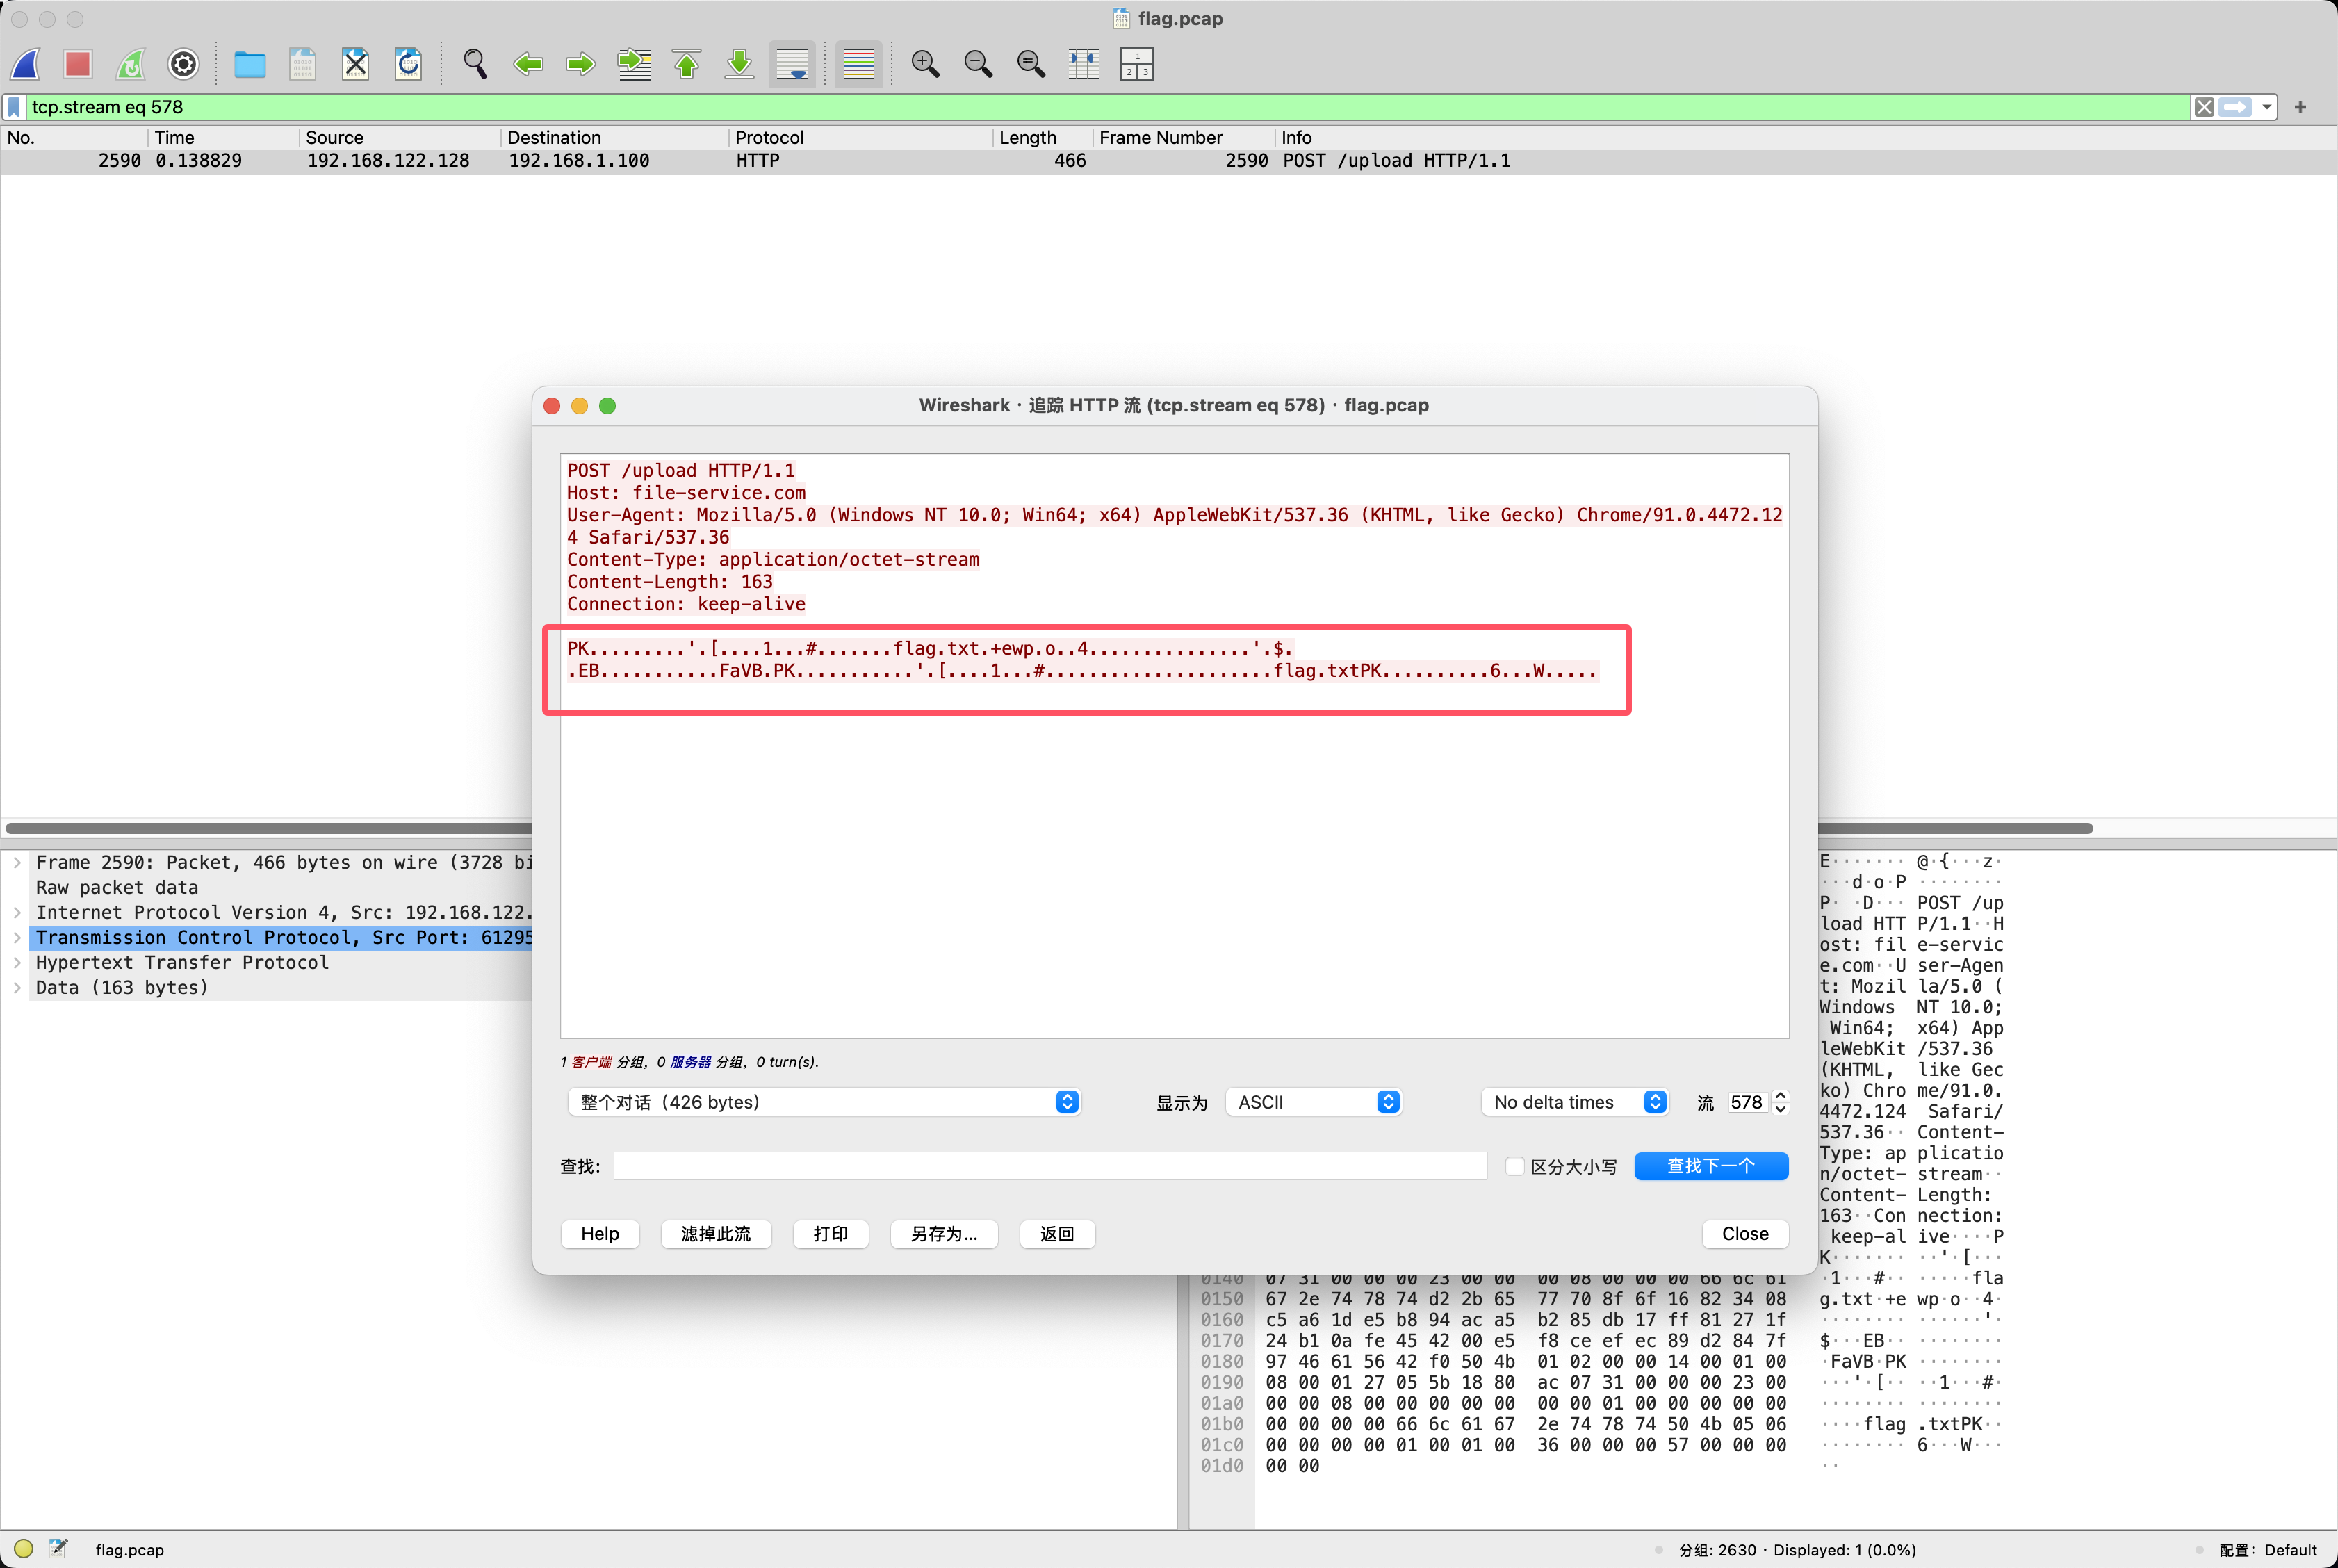 flag.pcap
tcp.stream eq 578
No. Time Source Destination Protocol Length Frame Number Info
2590 0.138829 192.168.122.128 192.168.1.100 HTTP 466 2590 POST /upload HTTP/1.1
Wireshark · 追踪 HTTP 流 (tcp.stream eq 578) · flag.pcap
POST /upload HTTP/1.1
Host: file-service.com
User-Agent: Mozilla/5.0 (Windows NT 10.0; Win64; x64) AppleWebKit/537.36 (KHTML, like Gecko) Chrome/91.0.4472.12
4 Safari/537.36
Content-Type: application/octet-stream
Content-Length: 163
Connection: keep-alive
PK.........'.[....1...#.......flag.txt.+ewp.o..4...............'.$.
.EB...........FaVB.PK...........'.[....1...#.....................flag.txtPK..........6...W.....
1 客户端 分组, 0 服务器 分组, 0 turn(s).
整个对话 (426 bytes)
显示为 ASCII
No delta times
流 578
查找:
区分大小写
查找下一个
Help
滤掉此流
打印
另存为…
返回
Close
Frame 2590: Packet, 466 bytes on wire (3728 bi
Raw packet data
Internet Protocol Version 4, Src: 192.168.122.
Transmission Control Protocol, Src Port: 61295
Hypertext Transfer Protocol
Data (163 bytes)
E······· @·{···z·
···d·o·P ········
P· ·D··· POST /up
load HTT P/1.1··H
ost: fil e-servic
e.com··U ser-Agen
t: Mozil la/5.0 (
Windows NT 10.0;
Win64; x64) App
leWebKit /537.36
(KHTML, like Gec
ko) Chro me/91.0.
4472.124 Safari/
537.36·· Content-
Type: ap plicatio
n/octet- stream··
Content- Length:
163··Con nection:
keep-al ive····P
K······· ··'·[···
0140 07 31 00 00 00 23 00 00 00 08 00 00 00 66 6c 61 ·1···#·· ·····fla
0150 67 2e 74 78 74 d2 2b 65 77 70 8f 6f 16 82 34 08 g.txt·+e wp·o··4·
0160 c5 a6 1d e5 b8 94 ac a5 b2 85 db 17 ff 81 27 1f ········ ······'·
0170 24 b1 0a fe 45 42 00 e5 f8 ce ef ec 89 d2 84 7f $···EB·· ········
0180 97 46 61 56 42 f0 50 4b 01 02 00 00 14 00 01 00 ·FaVB·PK ········
0190 08 00 01 27 05 5b 18 80 ac 07 31 00 00 00 23 00 ···'·[·· ··1···#·
01a0 00 00 08 00 00 00 00 00 00 00 01 00 00 00 00 00 ········ ········
01b0 00 00 00 00 66 6c 61 67 2e 74 78 74 50 4b 05 06 ····flag .txtPK··
01c0 00 00 00 00 01 00 01 00 36 00 00 00 57 00 00 00 ········ 6···W···
01d0 00 00 ··
flag.pcap
分组: 2630 · Displayed: 1 (0.0%)
配置: Default